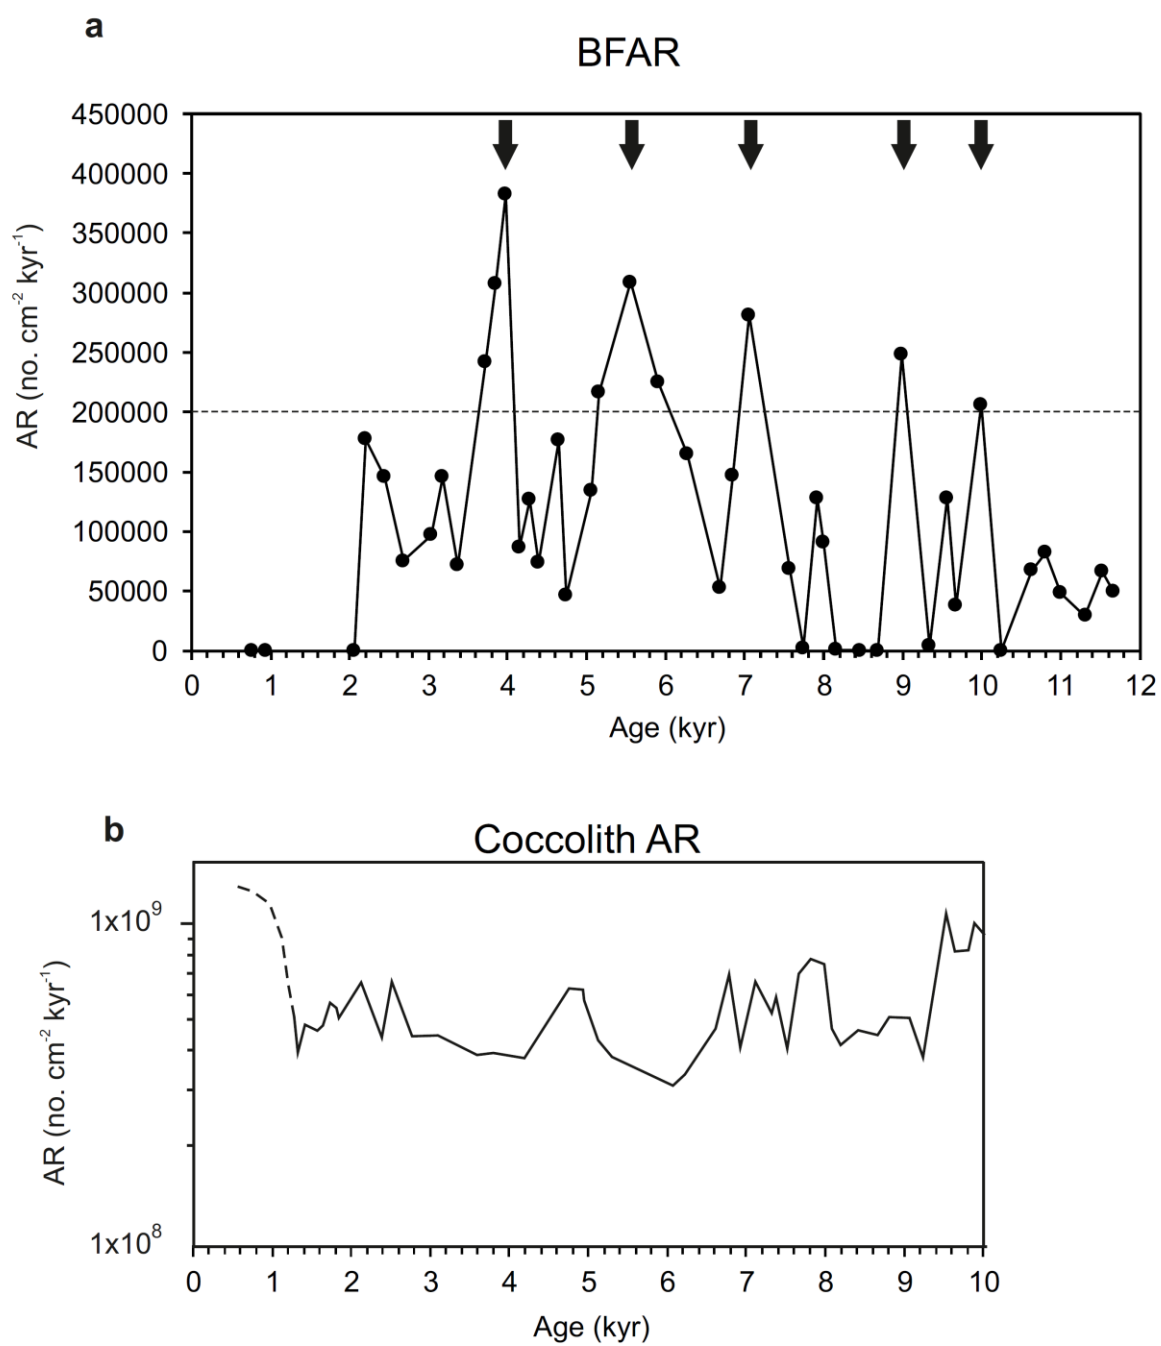 a
BFAR
450000
400000
350000
300000
250000
200000
150000
100000
50000
0
AR (no. cm⁻² kyr⁻¹)
0 1 2 3 4 5 6 7 8 9 10 11 12
Age (kyr)
b
Coccolith AR
1x10⁹
1x10⁸
AR (no. cm⁻² kyr⁻¹)
0 1 2 3 4 5 6 7 8 9 10
Age (kyr)